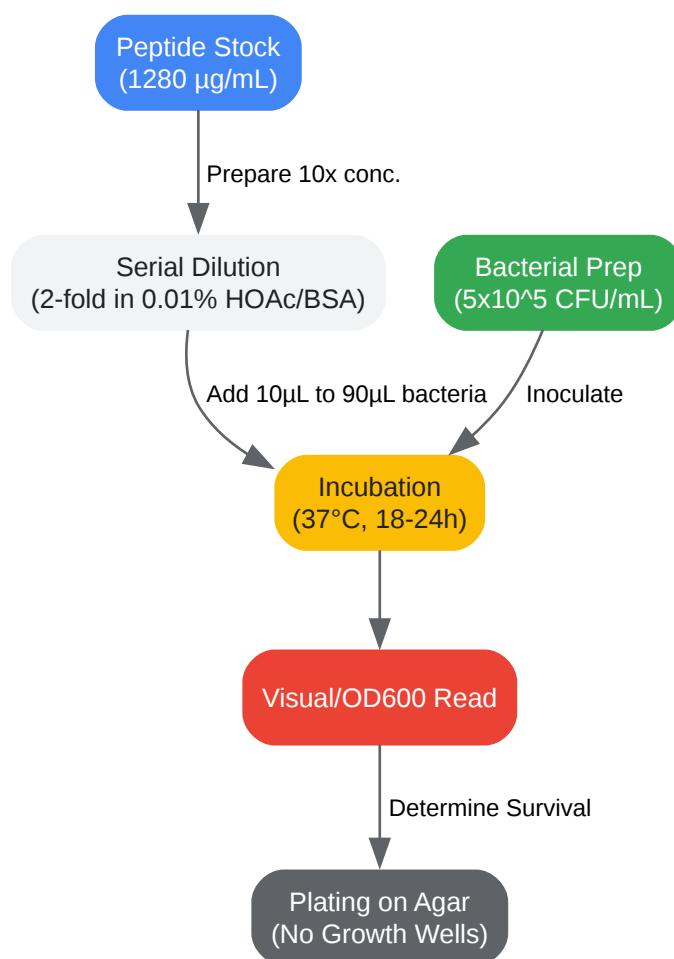 Peptide Stock
(1280 µg/mL)
Prepare 10x conc.
Serial Dilution
(2-fold in 0.01% HOAc/BSA)
Bacterial Prep
(5x10^5 CFU/mL)
Add 10µL to 90µL bacteria
Inoculate
Incubation
(37°C, 18-24h)
Visual/OD600 Read
Determine Survival
Plating on Agar
(No Growth Wells)